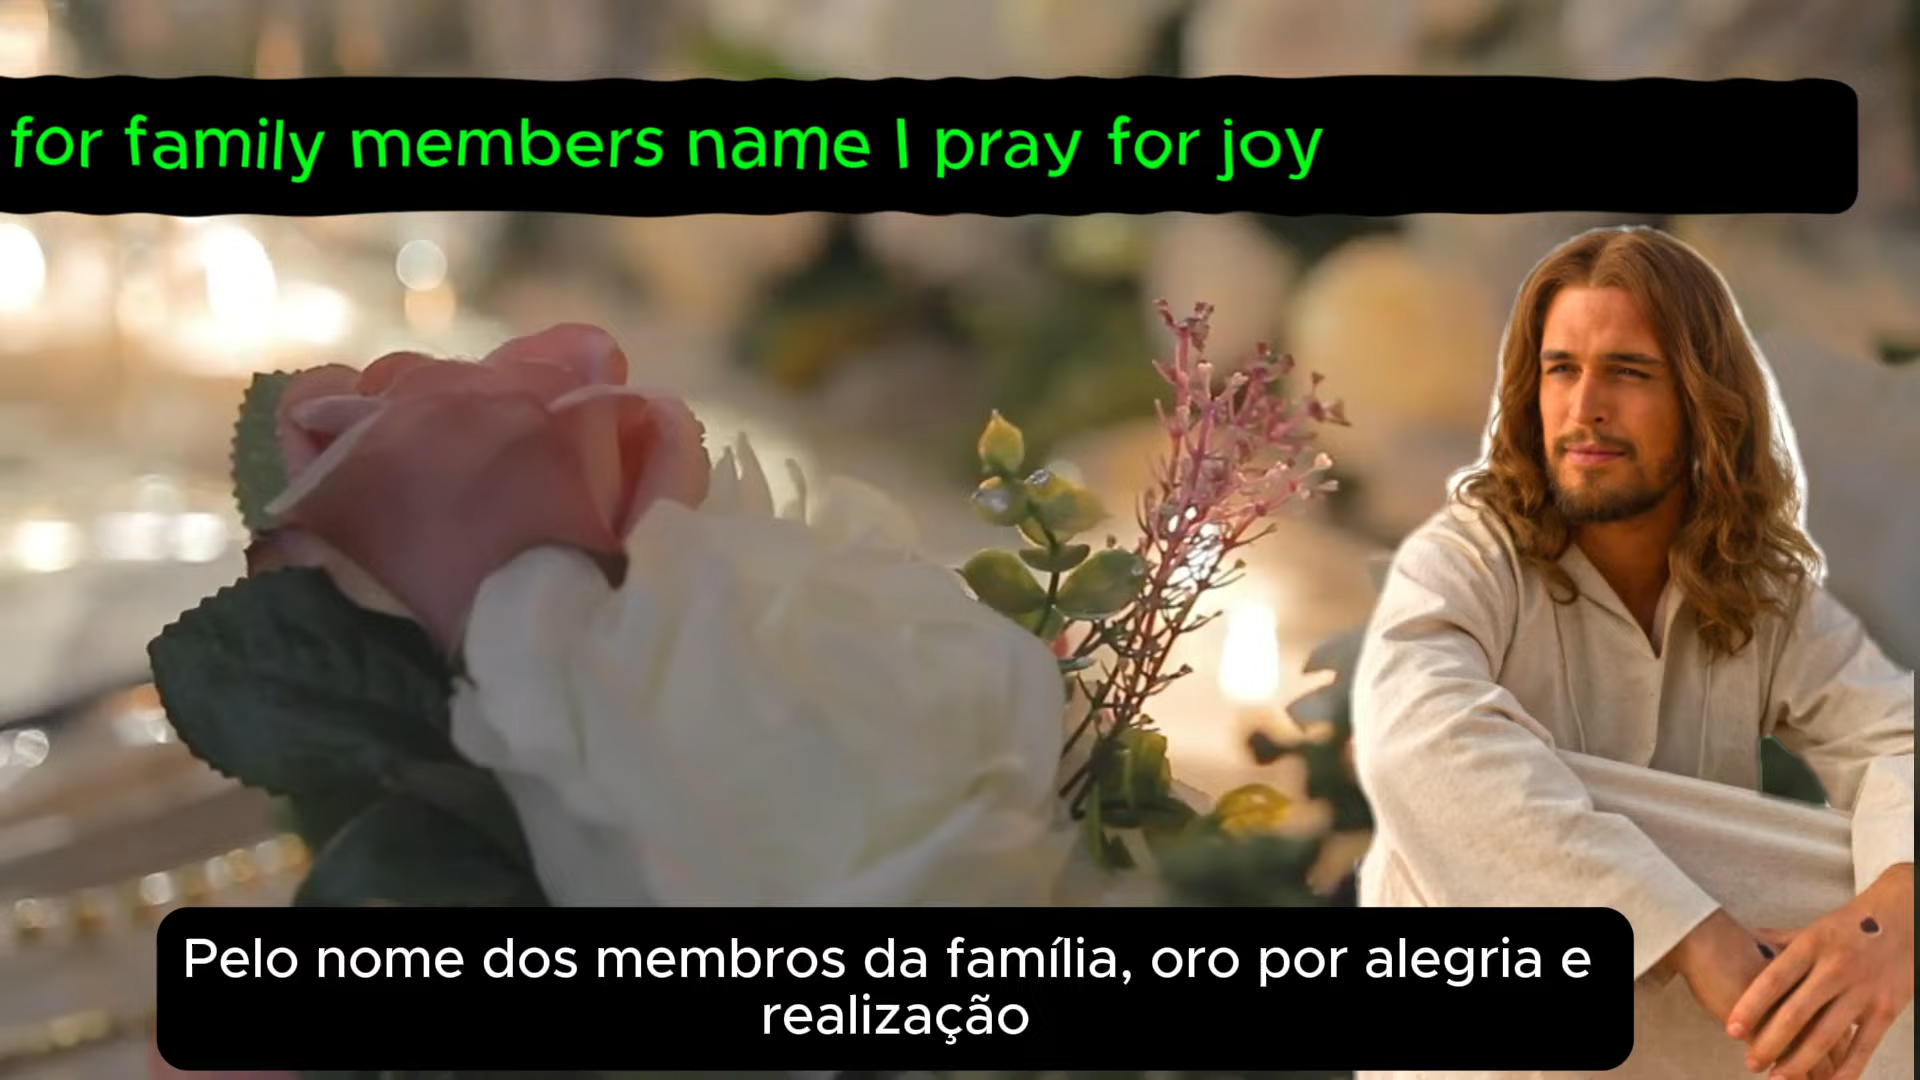 for family members name I pray for joy
Pelo nome dos membros da família, oro por alegria e
realização